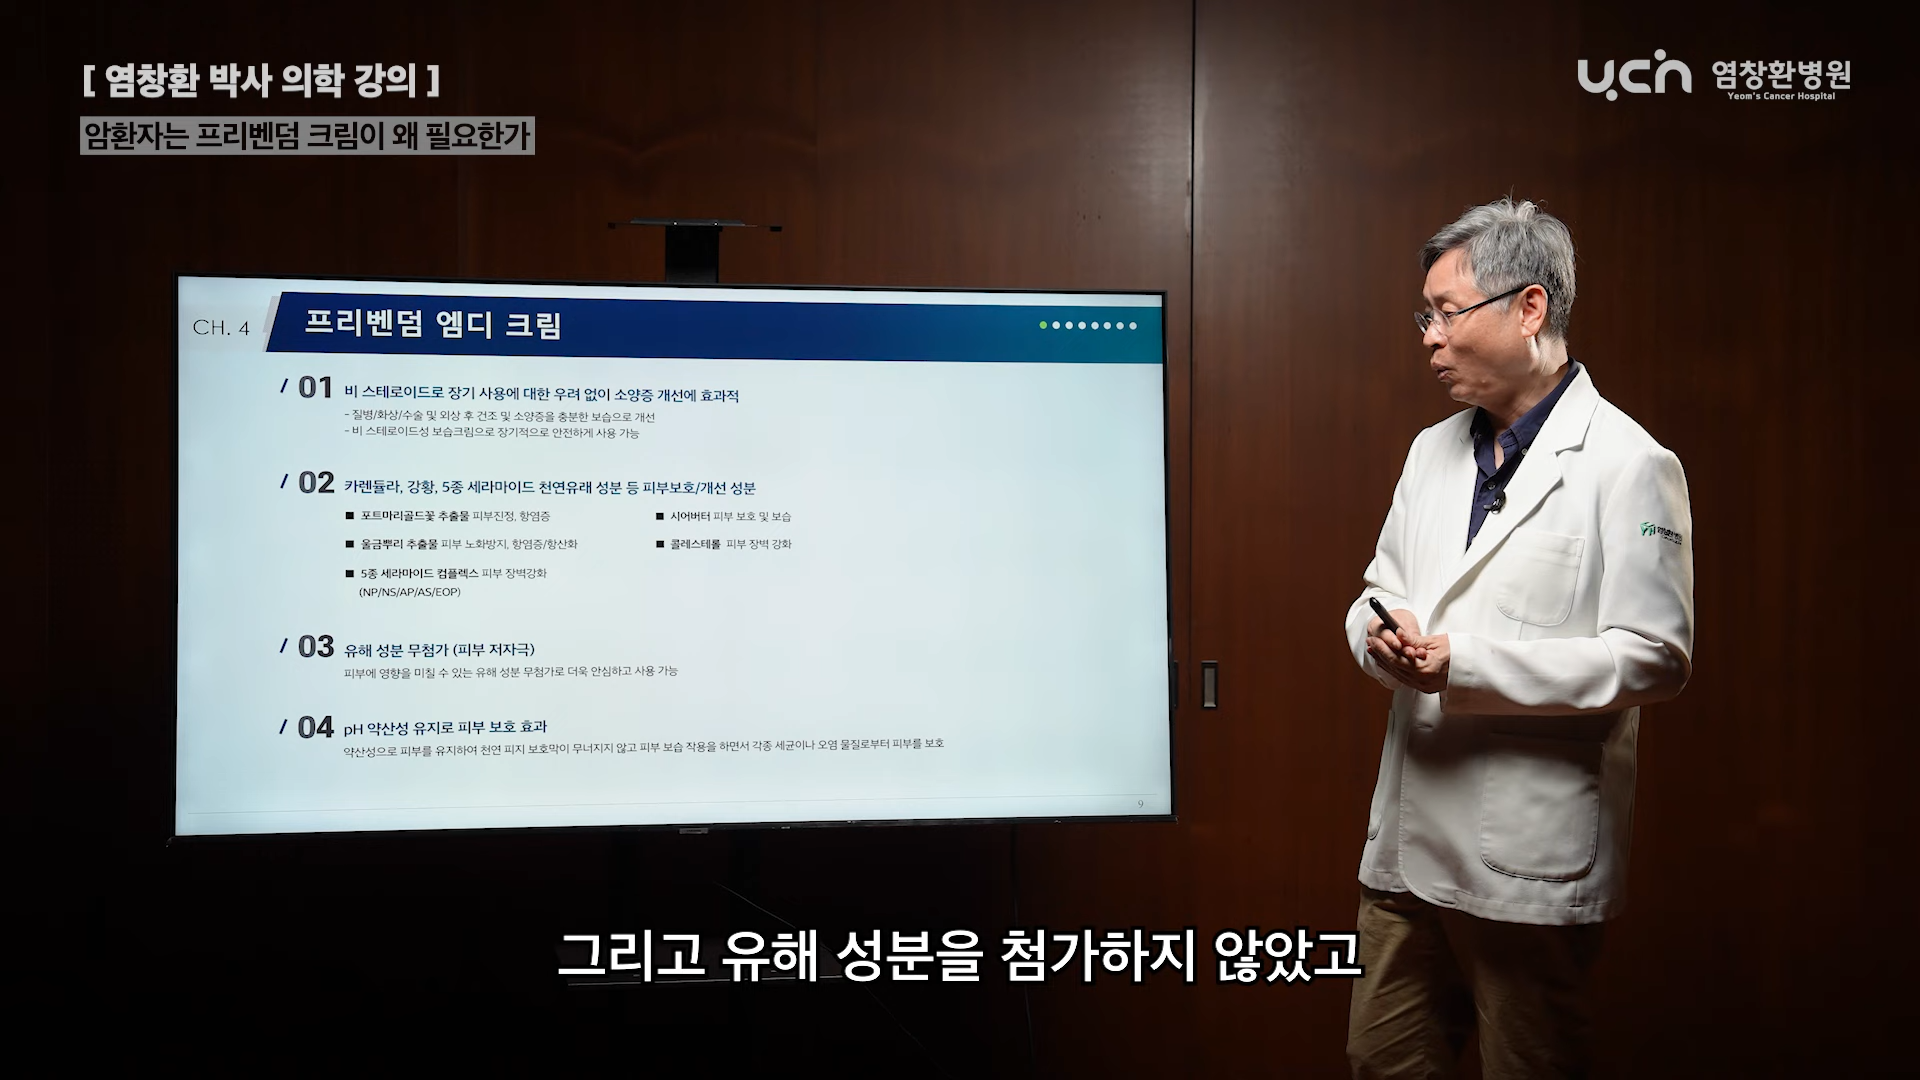 [ 염창환 박사 의학 강의 ]
암환자는 프리벤덤 크림이 왜 필요한가
ych 염창환병원
Yeom's Cancer Hospital
CH. 4
프리벤덤 엠디 크림
/ 01 비 스테로이드로 장기 사용에 대한 우려 없이 소양증 개선에 효과적
- 질병/화상/수술 및 외상 후 건조 및 소양증을 충분한 보습으로 개선
- 비 스테로이드성 보습크림으로 장기적으로 안전하게 사용 가능
/ 02 카렌듈라, 강황, 5종 세라마이드 천연유래 성분 등 피부보호/개선 성분
■ 포트마리골드꽃 추출물 피부진정, 항염증
■ 시어버터 피부 보호 및 보습
■ 울금뿌리 추출물 피부 노화방지, 항염증/항산화
■ 콜레스테롤 피부 장벽 강화
■ 5종 세라마이드 컴플렉스 피부 장벽강화
(NP/NS/AP/AS/EOP)
/ 03 유해 성분 무첨가 (피부 저자극)
피부에 영향을 미칠 수 있는 유해 성분 무첨가로 더욱 안심하고 사용 가능
/ 04 pH 약산성 유지로 피부 보호 효과
약산성으로 피부를 유지하여 천연 피지 보호막이 무너지지 않고 피부 보습 작용을 하면서 각종 세균이나 오염 물질로부터 피부를 보호
9
염창환병원
그리고 유해 성분을 첨가하지 않았고